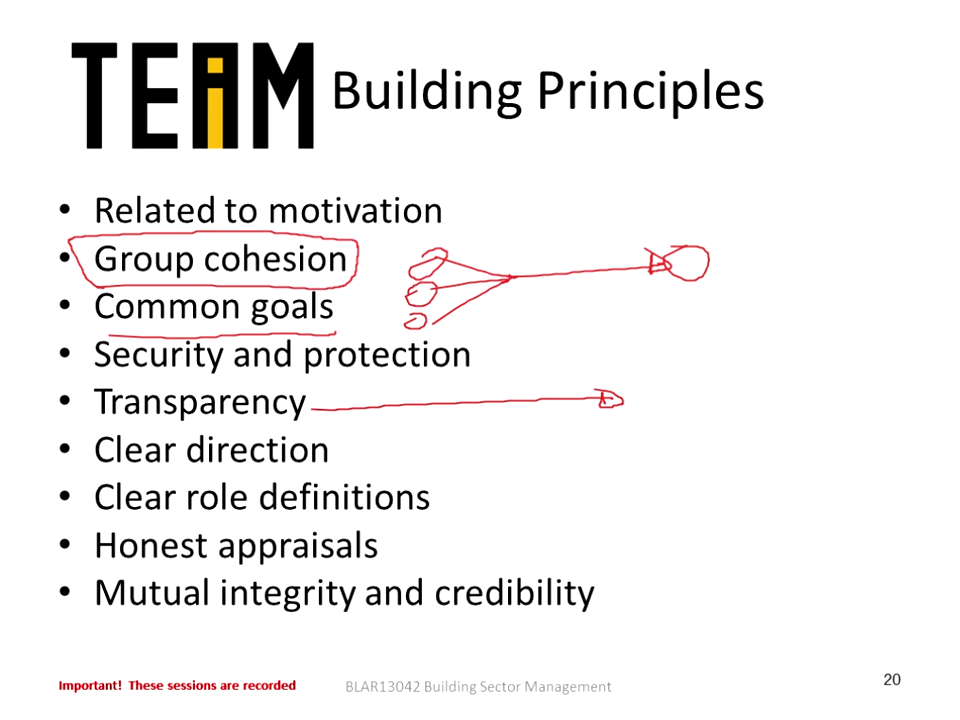 TEAiM Building Principles
• Related to motivation
• Group cohesion
• Common goals
• Security and protection
• Transparency
• Clear direction
• Clear role definitions
• Honest appraisals
• Mutual integrity and credibility
Important! These sessions are recorded
BLAR13042 Building Sector Management
20